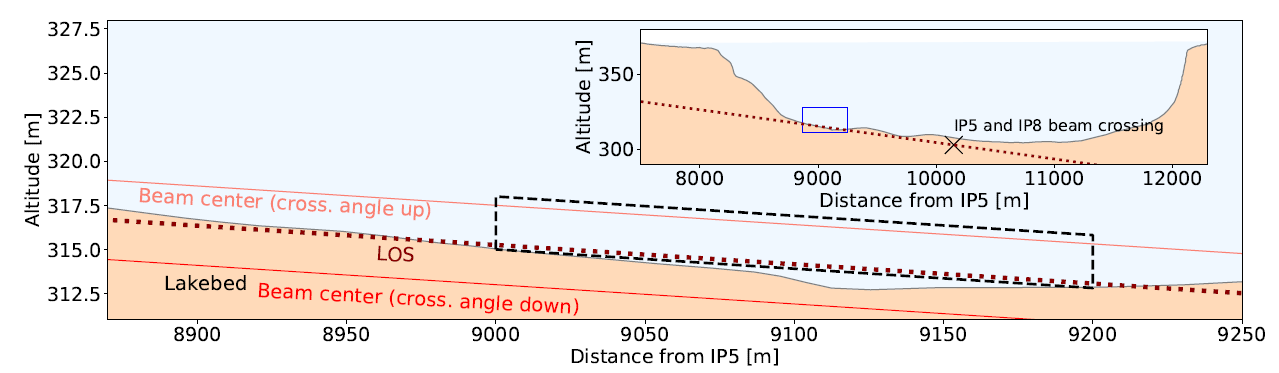 Altitude [m]
327.5
325.0
322.5
320.0
317.5
315.0
312.5
8900
8950
9000
9050
9100
9150
9200
9250
Distance from IP5 [m]
Beam center (cross. angle up)
LOS
Lakebed
Beam center (cross. angle down)
Altitude [m]
350
300
IP5 and IP8 beam crossing
8000
9000
10000
11000
12000
Distance from IP5 [m]